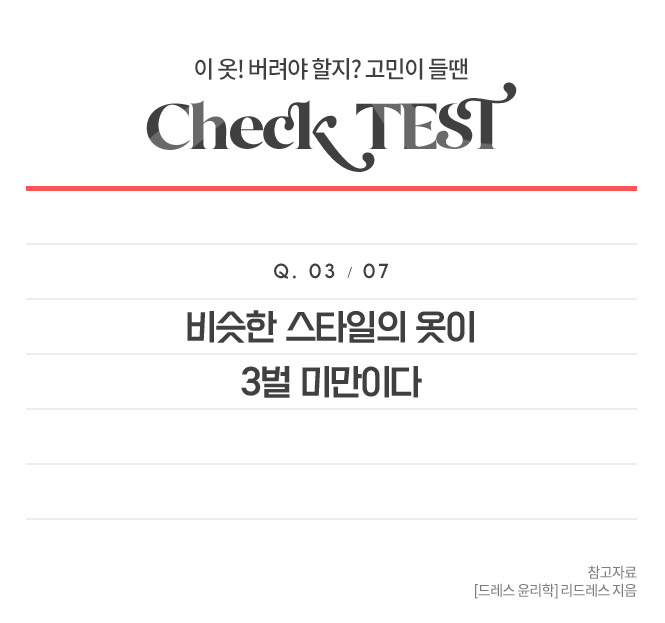 이 옷! 버려야 할지? 고민이 들땐
Check TEST
Q. 03 / 07
비슷한 스타일의 옷이
3벌 미만이다
참고자료
[드레스 윤리학] 리드레스 지음